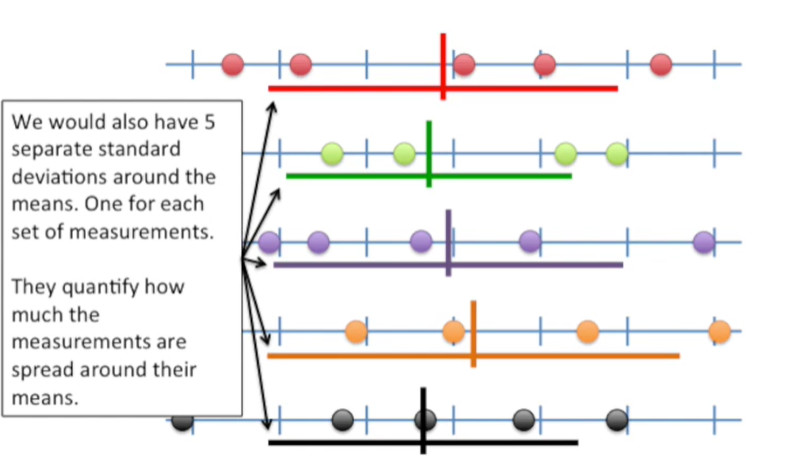 We would also have 5
separate standard
deviations around the
means. One for each
set of measurements.
They quantify how
much the
measurements are
spread around their
means.